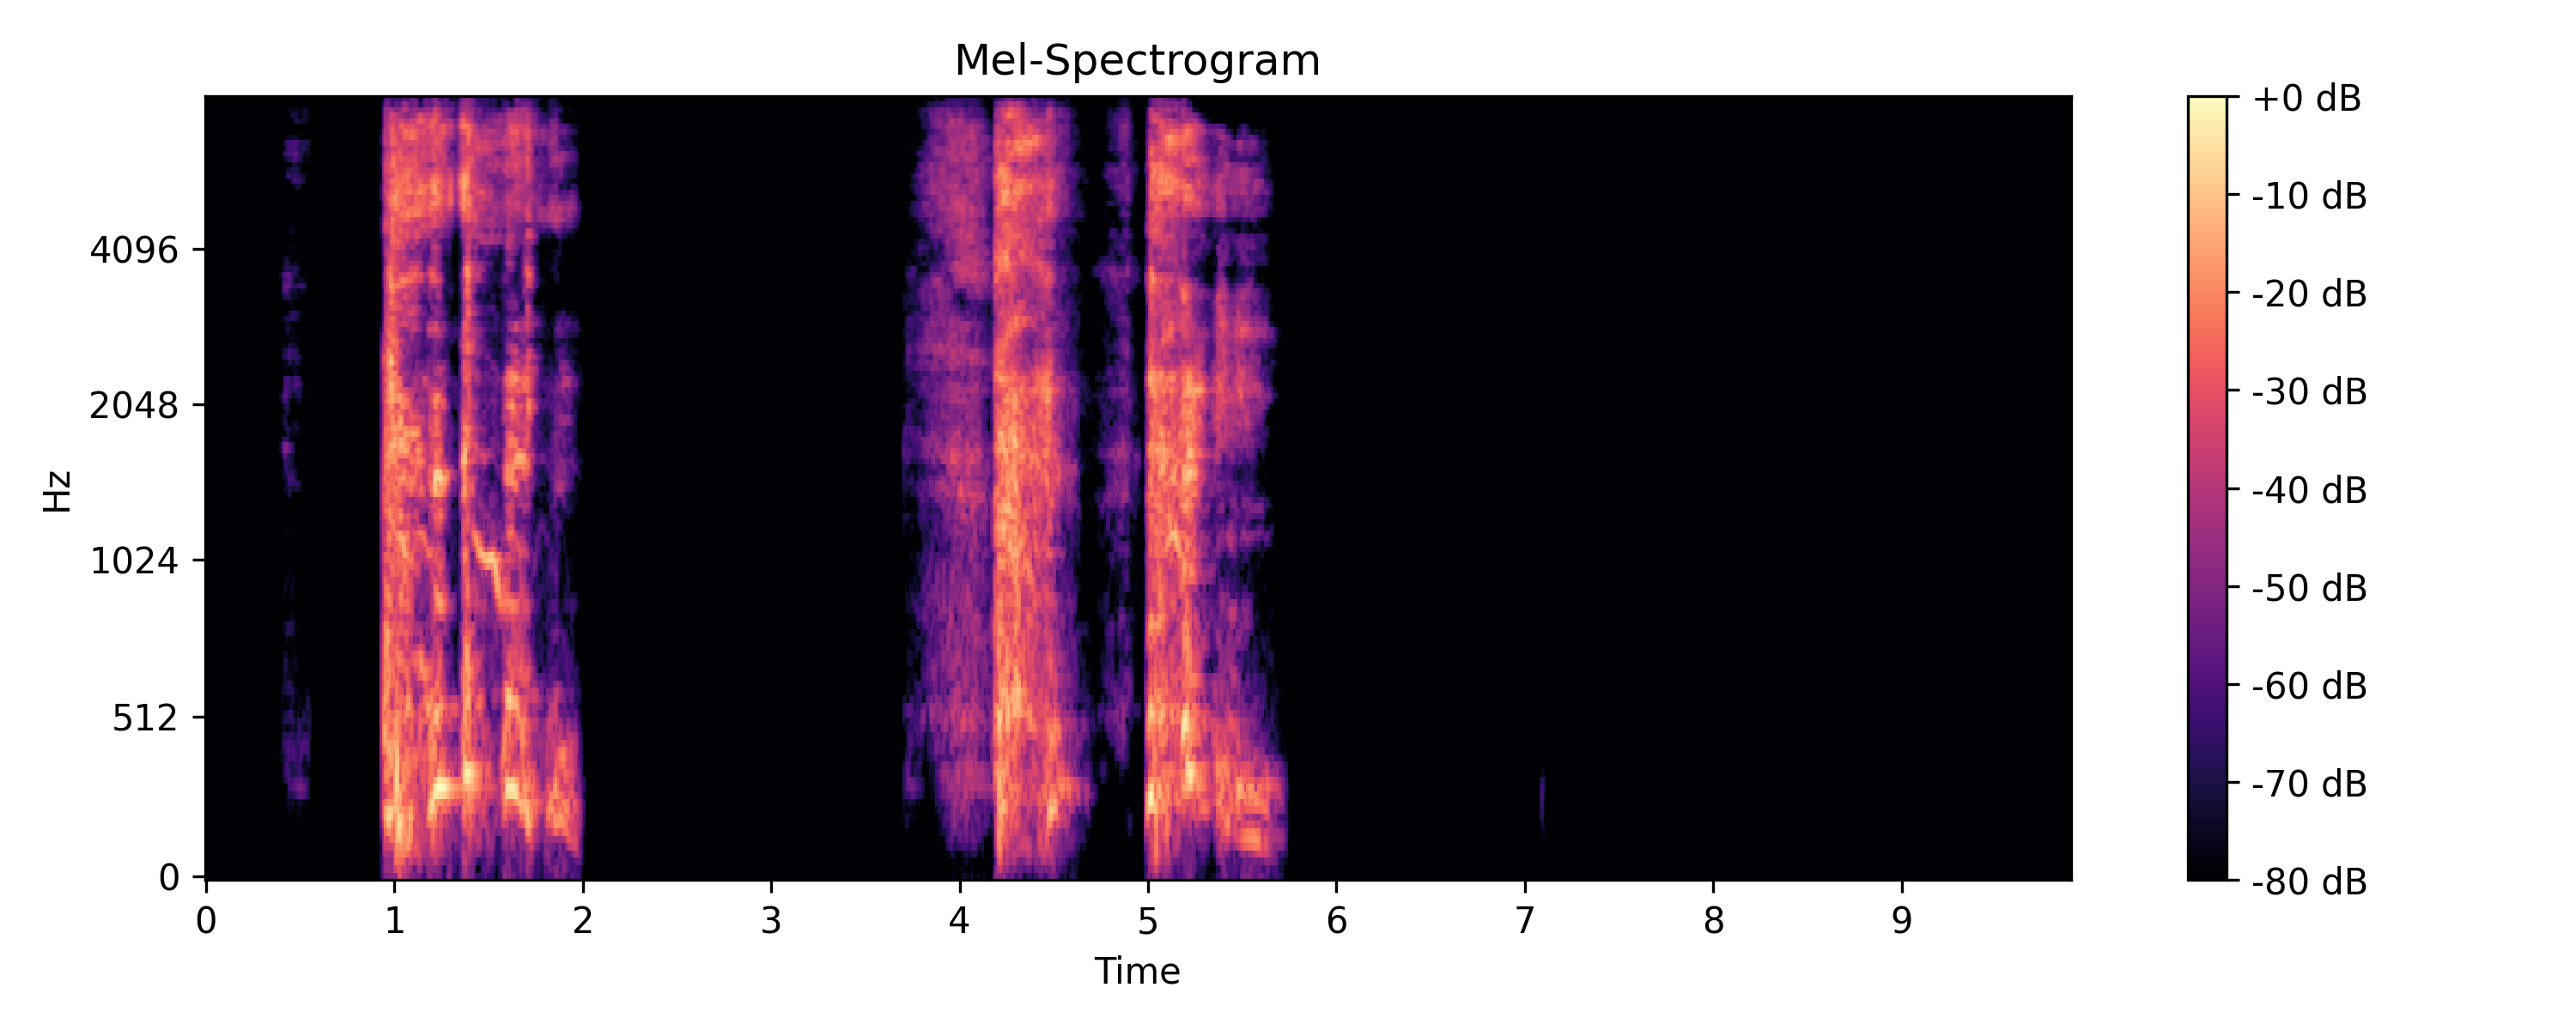 Mel-Spectrogram
+0 dB
-10 dB
-20 dB
-30 dB
-40 dB
-50 dB
-60 dB
-70 dB
-80 dB
Hz
4096
2048
1024
512
0
0 1 2 3 4 5 6 7 8 9
Time